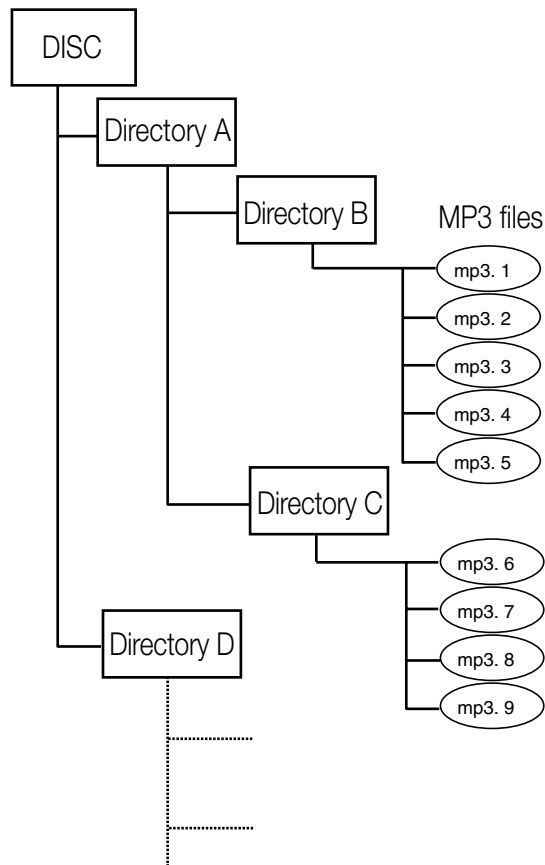 DISC
Directory A
Directory B
MP3 files
mp3. 1
mp3. 2
mp3. 3
mp3. 4
mp3. 5
Directory C
mp3. 6
mp3. 7
mp3. 8
mp3. 9
Directory D